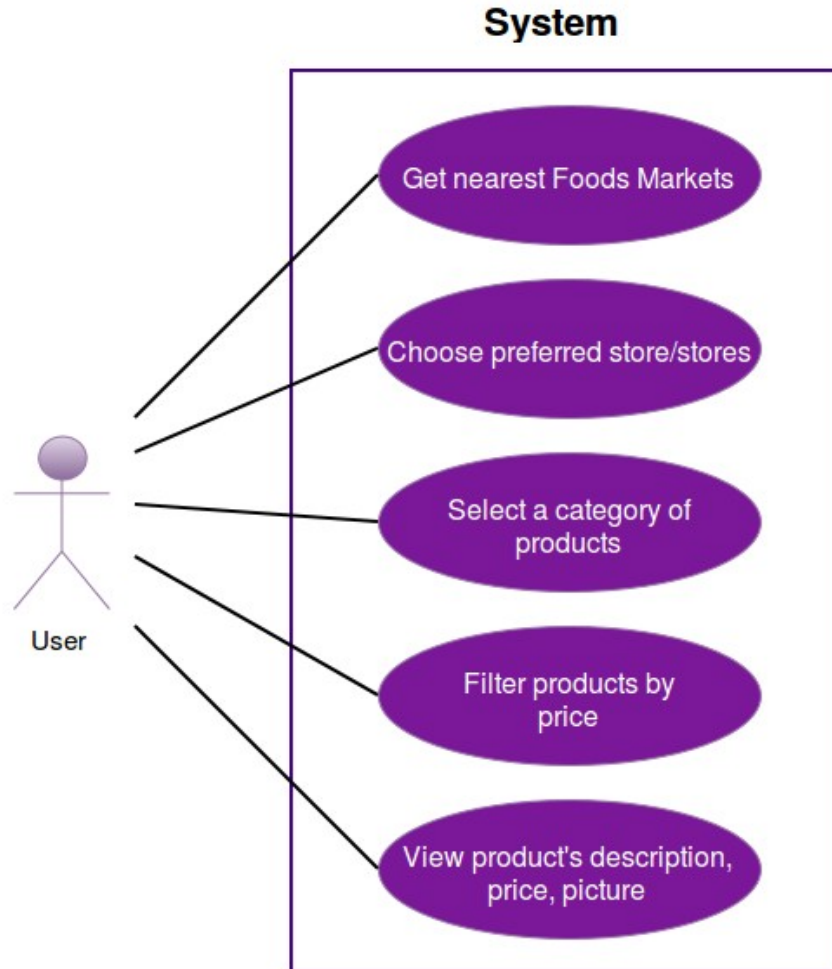 System
Get nearest Foods Markets
Choose preferred store/stores
Select a category of
products
User
Filter products by
price
View product's description,
price, picture